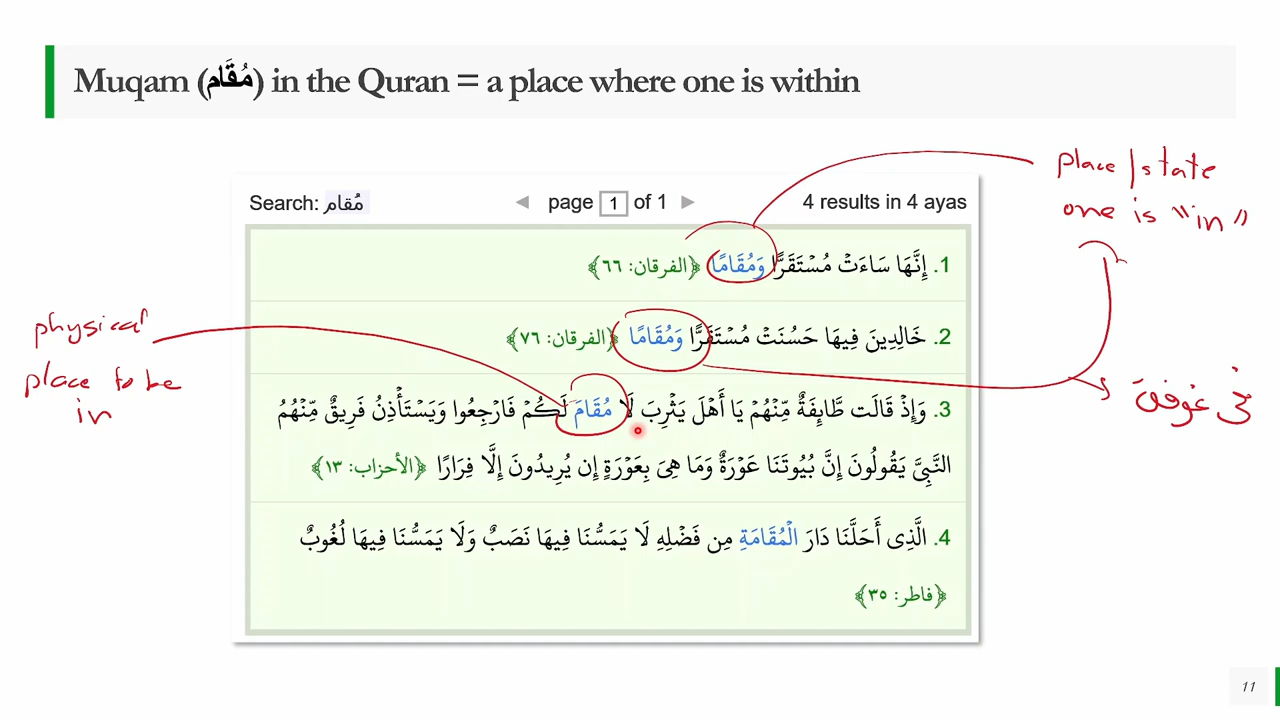 Muqam (مُقَام) in the Quran = a place where one is within
Search: مُقام
page 1 of 1
4 results in 4 ayas
1. إِنَّهَا سَاءَتْ مُسْتَقَرًّا وَمُقَامًا ﴿الفرقان: ٦٦﴾
2. خَالِدِينَ فِيهَا حَسُنَتْ مُسْتَقَرًّا وَمُقَامًا ﴿الفرقان: ٧٦﴾
3. وَإِذْ قَالَت طَّايِفَةٌ مِّنْهُمْ يَا أَهْلَ يَثْرِبَ لَا مُقَامَ لَكُمْ فَارْجِعُوا وَيَسْتَأْذِنُ فَرِيقٌ مِّنْهُمُ
النَّبِيَّ يَقُولُونَ إِنَّ بُيُوتَنَا عَوْرَةٌ وَمَا هِيَ بِعَوْرَةٍ إِن يُرِيدُونَ إِلَّا فِرَارًا ﴿الأحزاب: ١٣﴾
4. الَّذِى أَحَلَّنَا دَارَ الْمُقَامَةِ مِن فَضْلِهِ لَا يَمَسُّنَا فِيهَا نَصَبٌ وَلَا يَمَسُّنَا فِيهَا لُغُوبٌ
﴿فاطر: ٣٥﴾
place/state
one is "in"
physical
place to be
in
11